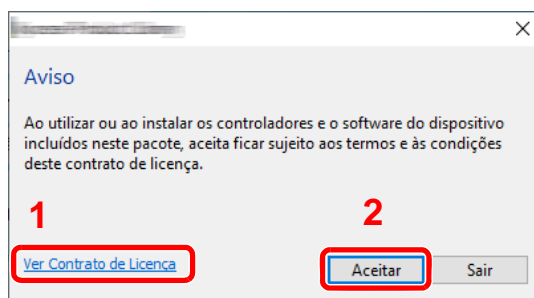 Aviso
Ao utilizar ou ao instalar os controladores e o software do dispositivo
incluídos neste pacote, aceita ficar sujeito aos termos e às condições
deste contrato de licença.
1
2
Ver Contrato de Licença
Aceitar
Sair